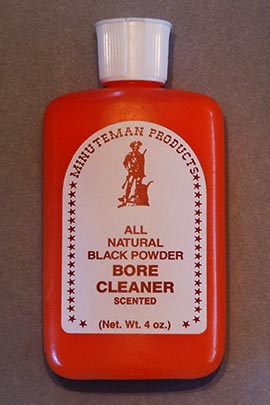 MINUTEMAN PRODUCTS
ALL
NATURAL
BLACK POWDER
BORE
CLEANER
SCENTED
(Net. Wt. 4 oz.)